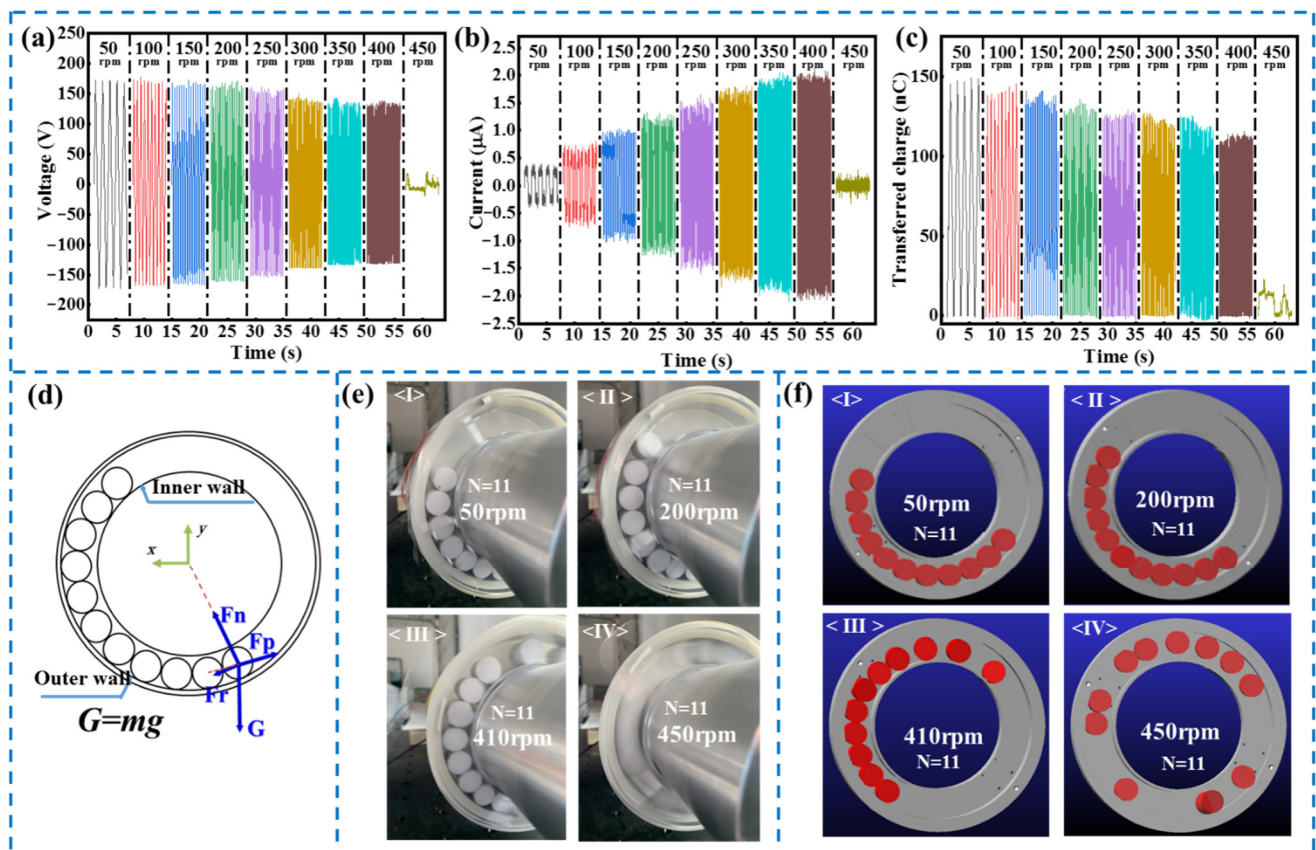 (a)
50 100 150 200 250 300 350 400 450
rpm rpm rpm rpm rpm rpm rpm rpm rpm
Voltage (V)
250
200
150
100
50
0
−50
−100
−150
−200
0 5 10 15 20 25 30 35 40 45 50 55 60
Time (s)
(b)
50 100 150 200 250 300 350 400 450
rpm rpm rpm rpm rpm rpm rpm rpm rpm
Current (μA)
2.5
2.0
1.5
1.0
0.5
0.0
−0.5
−1.0
−1.5
−2.0
−2.5
0 5 10 15 20 25 30 35 40 45 50 55 60
Time (s)
(c)
50 100 150 200 250 300 350 400 450
rpm rpm rpm rpm rpm rpm rpm rpm rpm
Transferred charge (nC)
150
100
50
0
0 5 10 15 20 25 30 35 40 45 50 55 60
Time (s)
(d)
Inner wall
y
x
Fn
Fp
Fr
G
Outer wall
G=mg
(e)
<I>
N=11
50rpm
< II >
N=11
200rpm
< III >
N=11
410rpm
<IV>
N=11
450rpm
(f)
<I>
50rpm
N=11
< II >
200rpm
N=11
< III >
410rpm
N=11
<IV>
450rpm
N=11